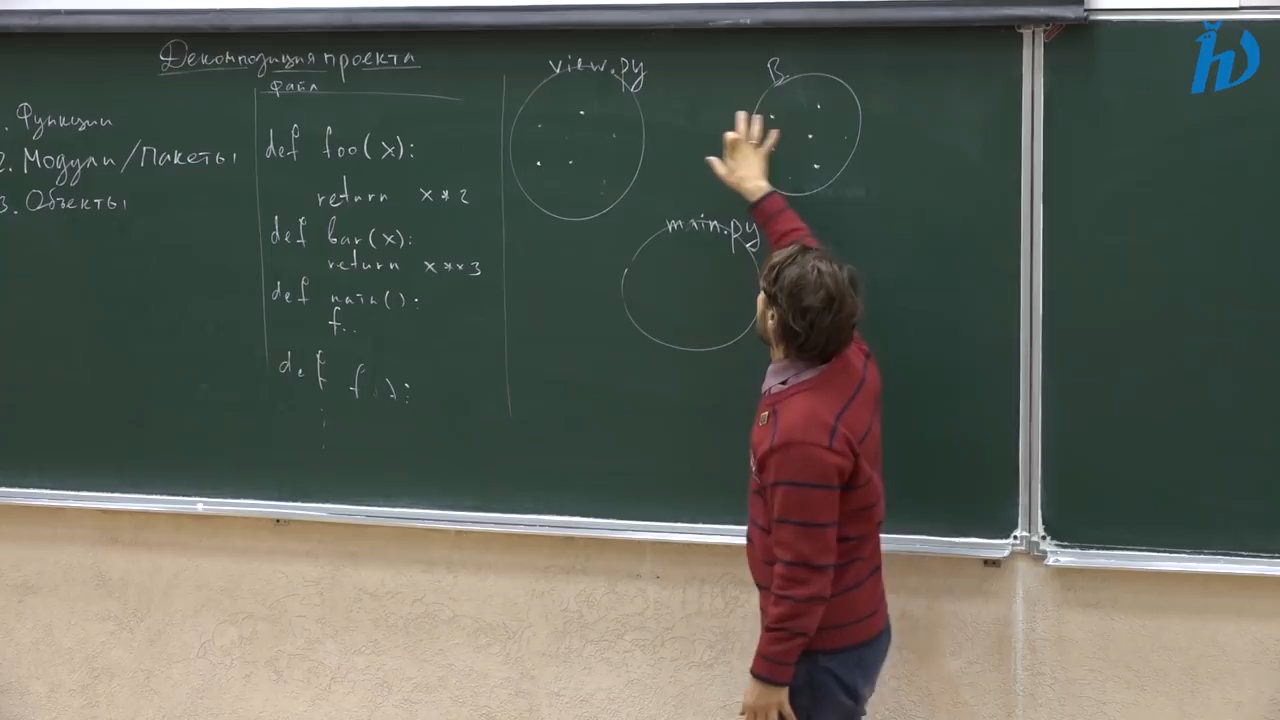 Декомпозиция проекта
1. Функции
2. Модули/Пакеты
3. Объекты
файл
def foo(x):
return x**2
def bar(x):
return x**3
def main():
f..
def f():
view.py
B
main.py